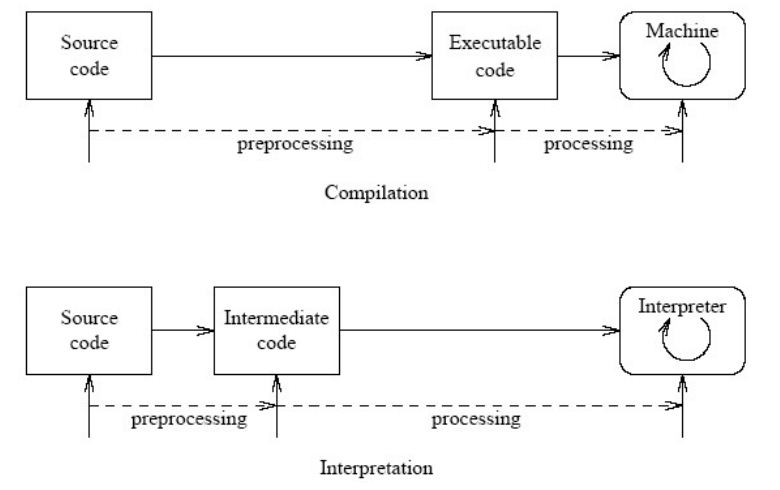 Source
code
Executable
code
Machine
preprocessing
processing
Compilation
Source
code
Intermediate
code
Interpreter
preprocessing
processing
Interpretation